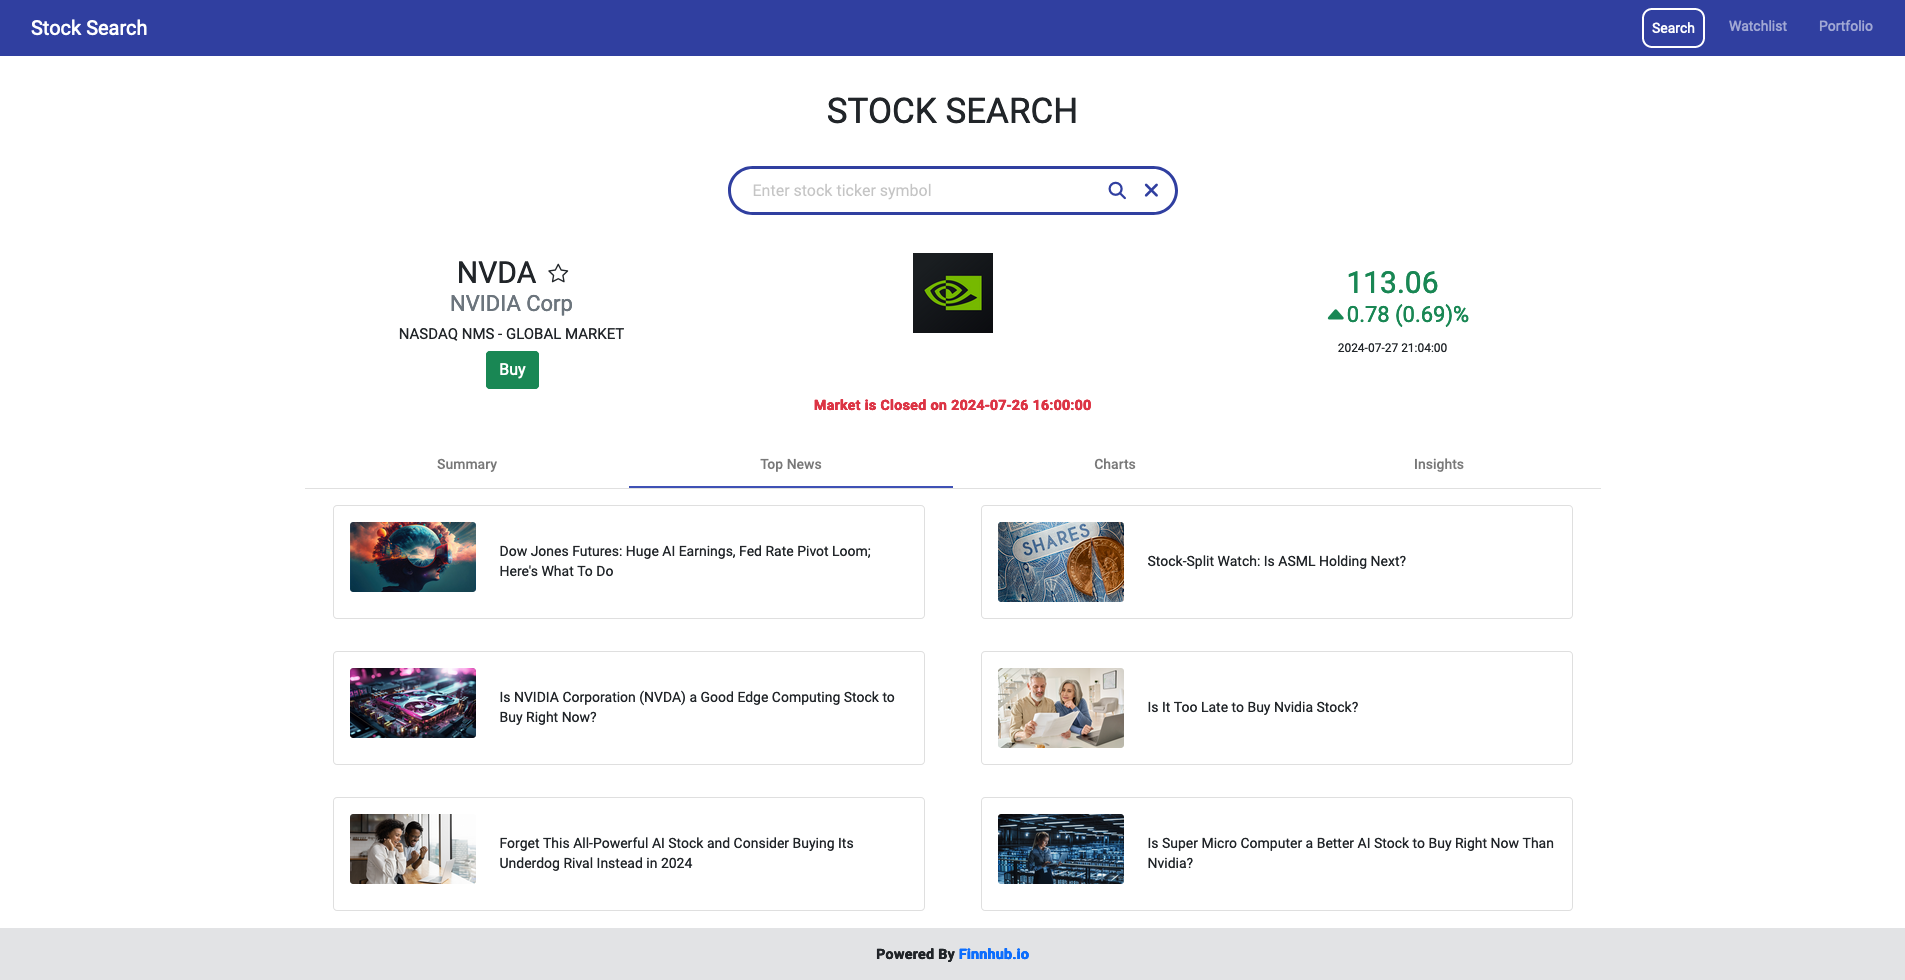 Stock Search
Search
Watchlist
Portfolio
STOCK SEARCH
Enter stock ticker symbol
NVDA
NVIDIA Corp
NASDAQ NMS - GLOBAL MARKET
Buy
113.06
0.78 (0.69)%
2024-07-27 21:04:00
Market is Closed on 2024-07-26 16:00:00
Summary
Top News
Charts
Insights
Dow Jones Futures: Huge AI Earnings, Fed Rate Pivot Loom;
Here's What To Do
SHARES
Stock-Split Watch: Is ASML Holding Next?
Is NVIDIA Corporation (NVDA) a Good Edge Computing Stock to
Buy Right Now?
Is It Too Late to Buy Nvidia Stock?
Forget This All-Powerful AI Stock and Consider Buying Its
Underdog Rival Instead in 2024
Is Super Micro Computer a Better AI Stock to Buy Right Now Than
Nvidia?
Powered By Finnhub.io